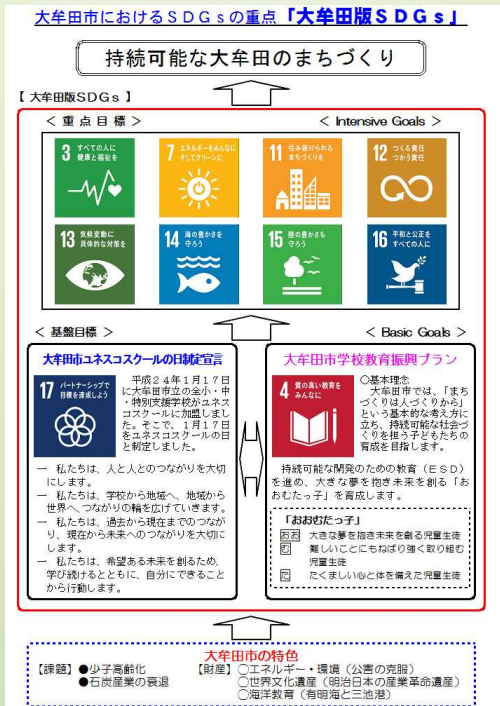 大牟田市におけるＳＤＧｓの重点「大牟田版ＳＤＧｓ」
持続可能な大牟田のまちづくり
【 大牟田版ＳＤＧｓ 】
＜ 重 点 目 標 ＞
＜ Intensive Goals ＞
3 すべての人に
健康と福祉を
7 エネルギーをみんなに
そしてクリーンに
11 住み続けられる
まちづくりを
12 つくる責任
つかう責任
13 気候変動に
具体的な対策を
14 海の豊かさを
守ろう
15 陸の豊かさも
守ろう
16 平和と公正を
すべての人に
＜ 基盤目標 ＞
＜ Basic Goals ＞
大牟田市ユネスコスクールの日制定宣言
17 パートナーシップで
目標を達成しよう
平成２４年１月１７日
に大牟田市立の全小・中
・特別支援学校がユネス
コスクールに加盟しまし
た。そこで、１月１７日
をユネスコスクールの日
と制定しました。
一 私たちは、人と人とのつながりを大切
にします。
一 私たちは、学校から地域へ、地域から
世界へ、つながりの輪を広げていきます。
一 私たちは、過去から現在までのつなが
り、現在から未来へのつながりを大切に
します。
一 私たちは、希望ある未来を創るため、
学び続けるとともに、自分にできること
から行動します。
大牟田市学校教育振興プラン
4 質の高い教育を
みんなに
○基本理念
大牟田市では、「まち
づくりは人づくりから」
という基本的な考え方に
立ち、持続可能な社会づ
くりを担う子どもたちの
育成を目指します。
持続可能な開発のための教育（ＥＳＤ）
を進め、大きな夢を抱き未来を創る「お
おむたっ子」を育成します。
「おおむたっ子」
おお 大きな夢を抱き未来を創る児童生徒
む 難しいことにもねばり強く取り組む
児童生徒
た たくましい心と体を備えた児童生徒
大牟田市の特色
【課題】●少子高齢化
●石炭産業の衰退
【財産】○エネルギー・環境（公害の克服）
○世界文化遺産（明治日本の産業革命遺産）
○海洋教育（有明海と三池港）